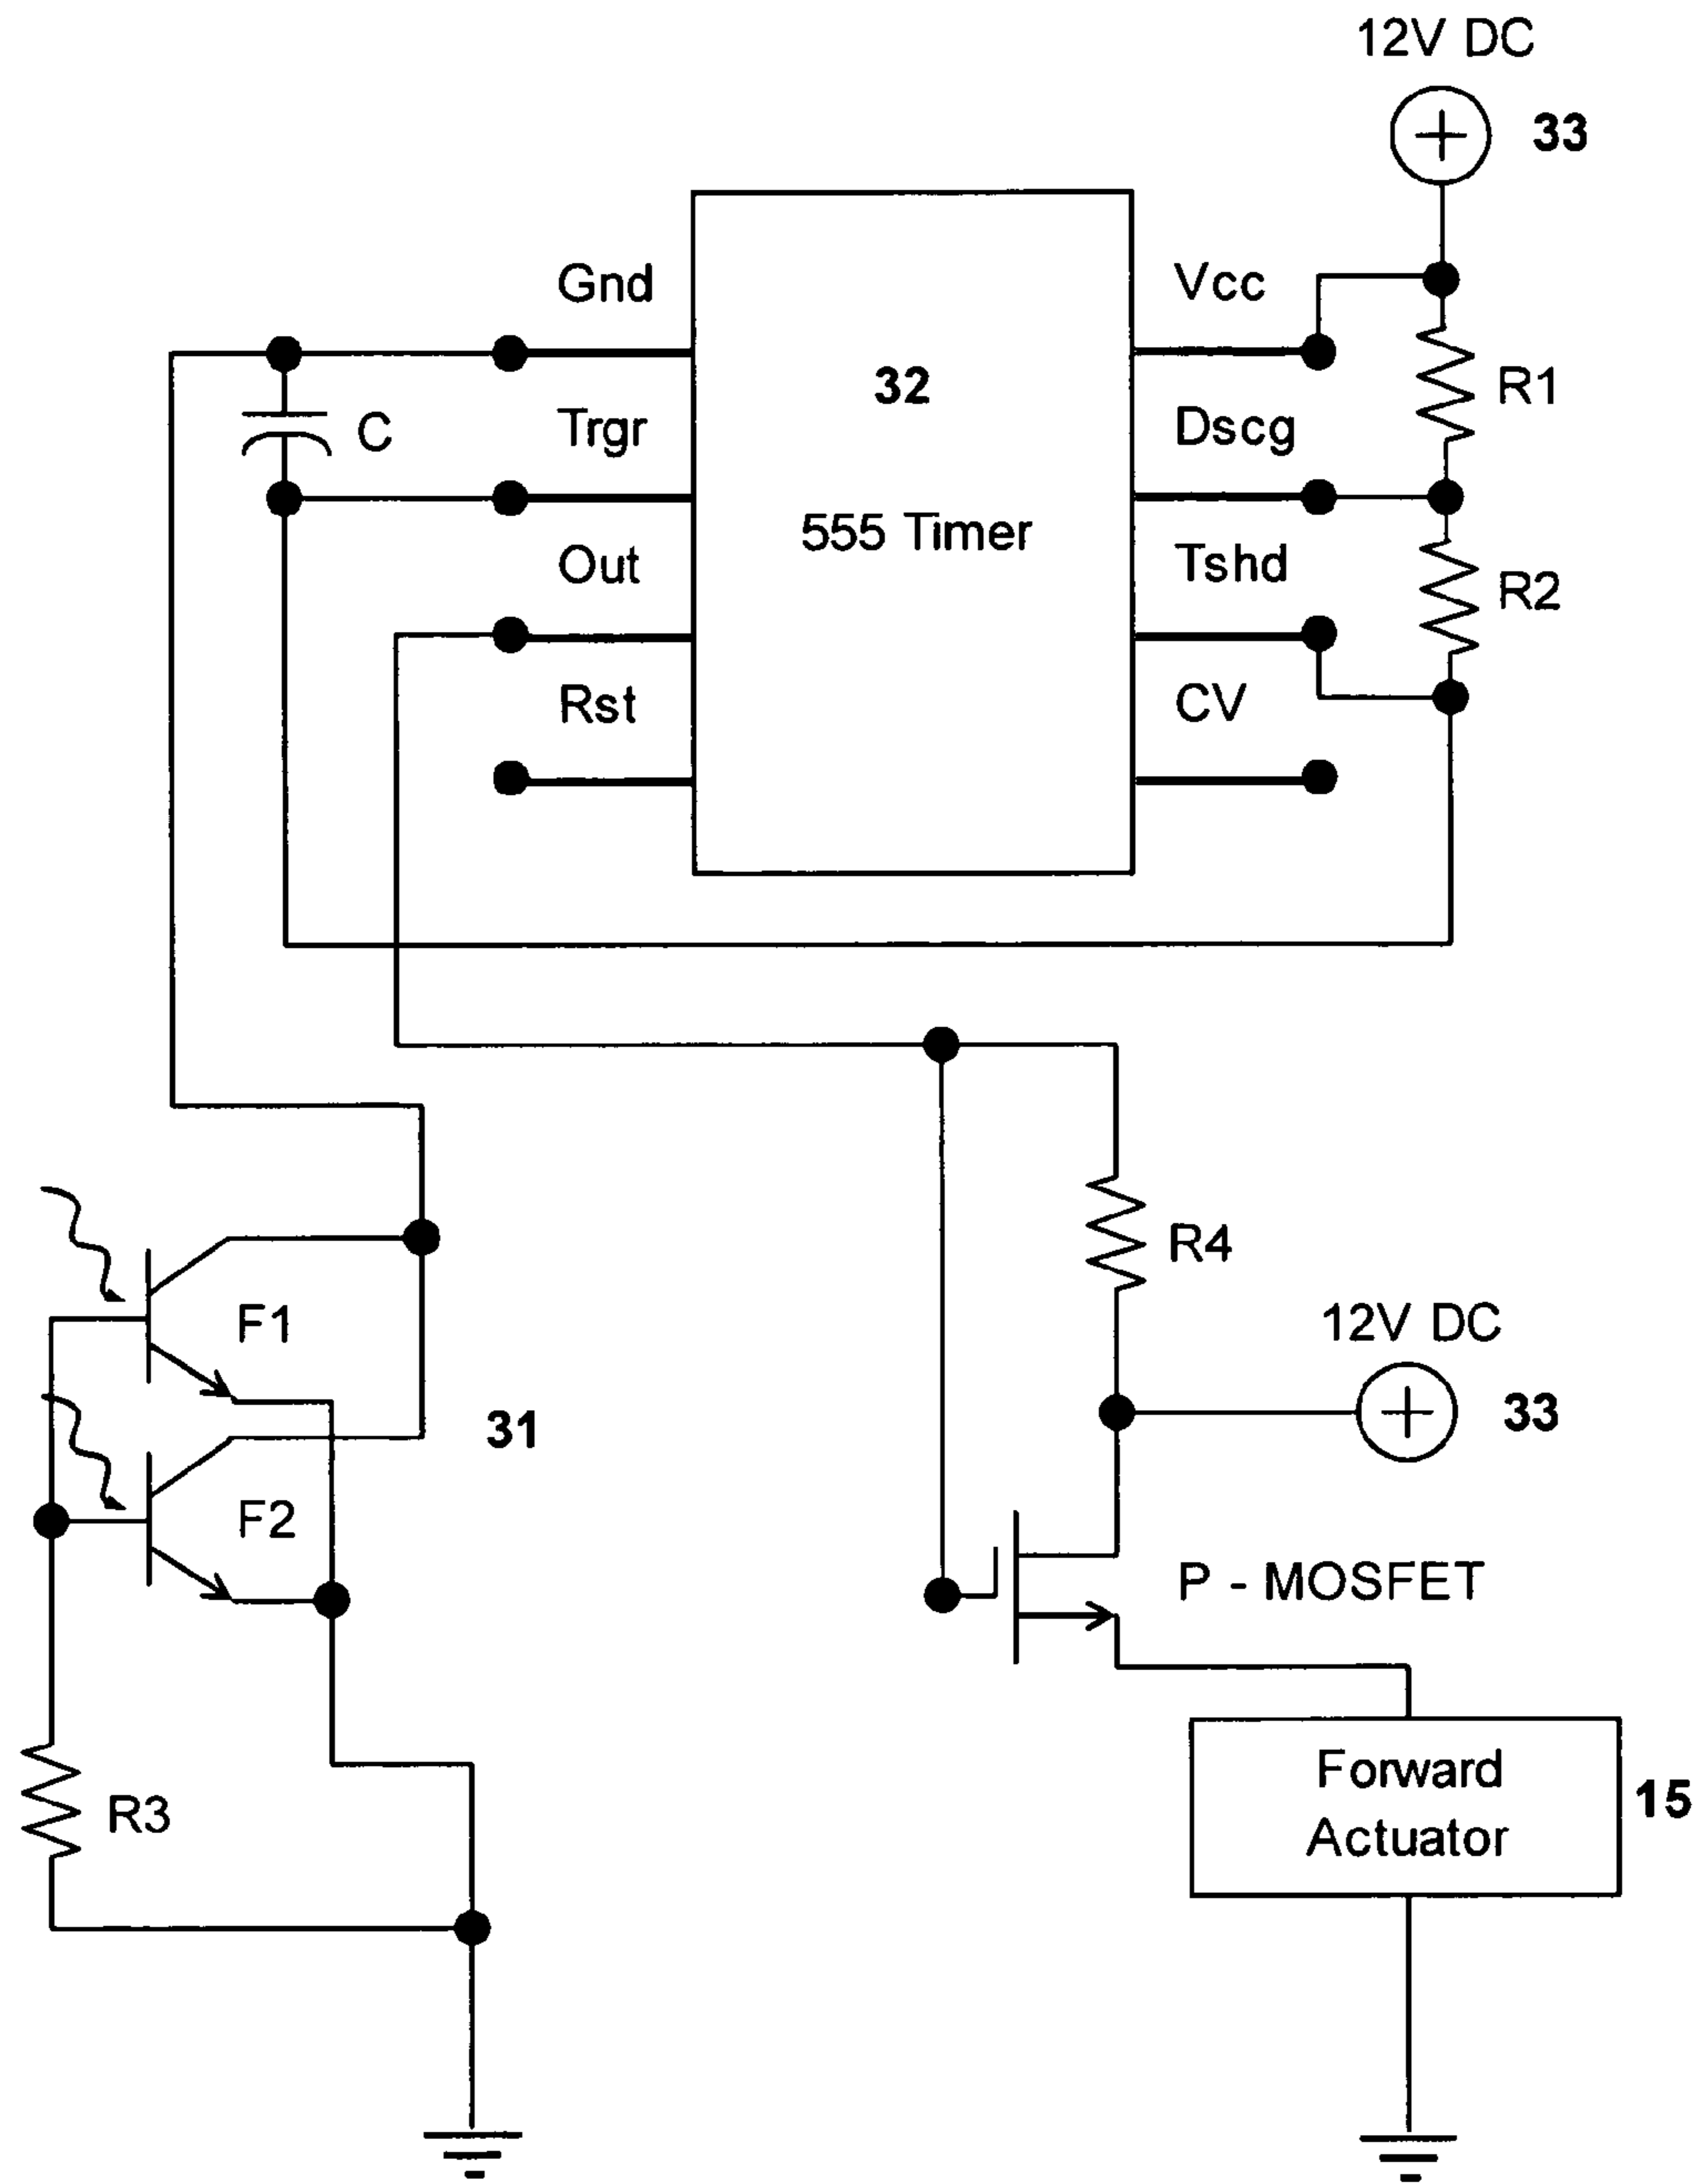 12V DC
33
Gnd
Vcc
32
R1
C
Trgr
Dscg
555 Timer
Out
Tshd
R2
Rst
CV
R4
F1
12V DC
33
31
F2
P - MOSFET
Forward
Actuator
15
R3